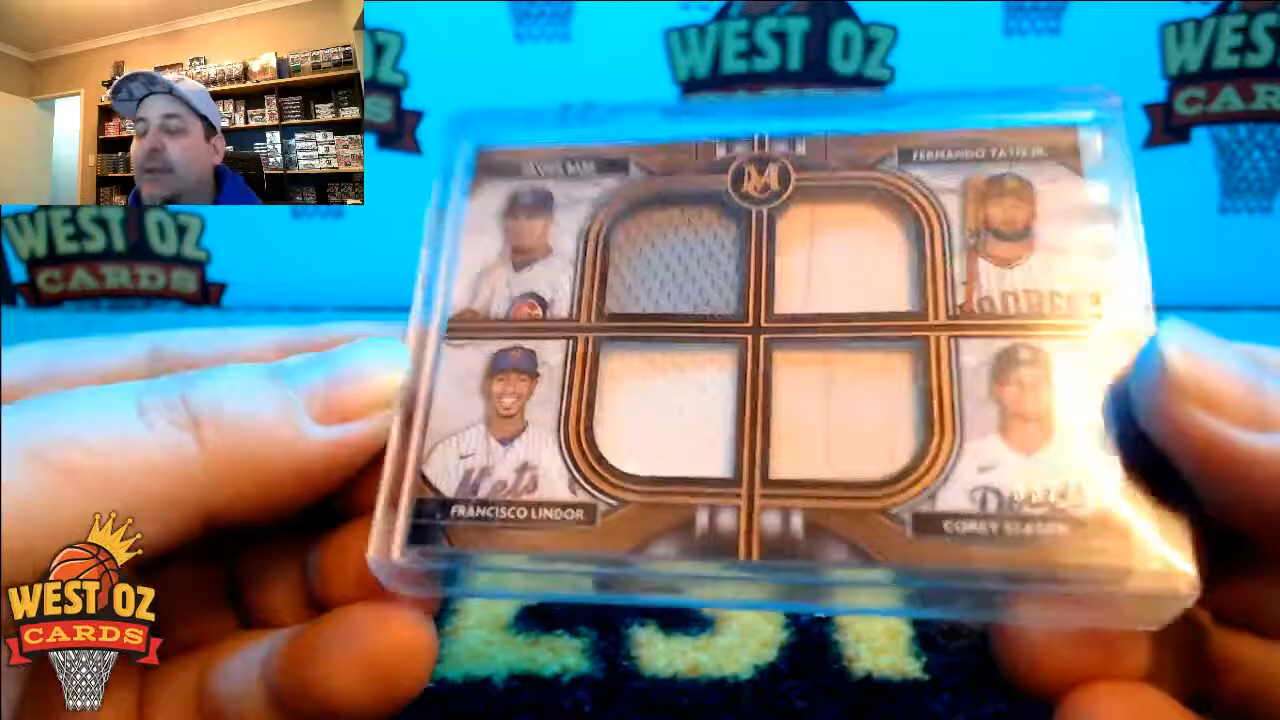 WEST OZ
CARDS
WEST OZ
CARDS
WEST OZ
CARDS
M
FERNANDO TATIS JR.
Mets
FRANCISCO LINDOR
COREY SEAGER
WEST OZ
CARDS